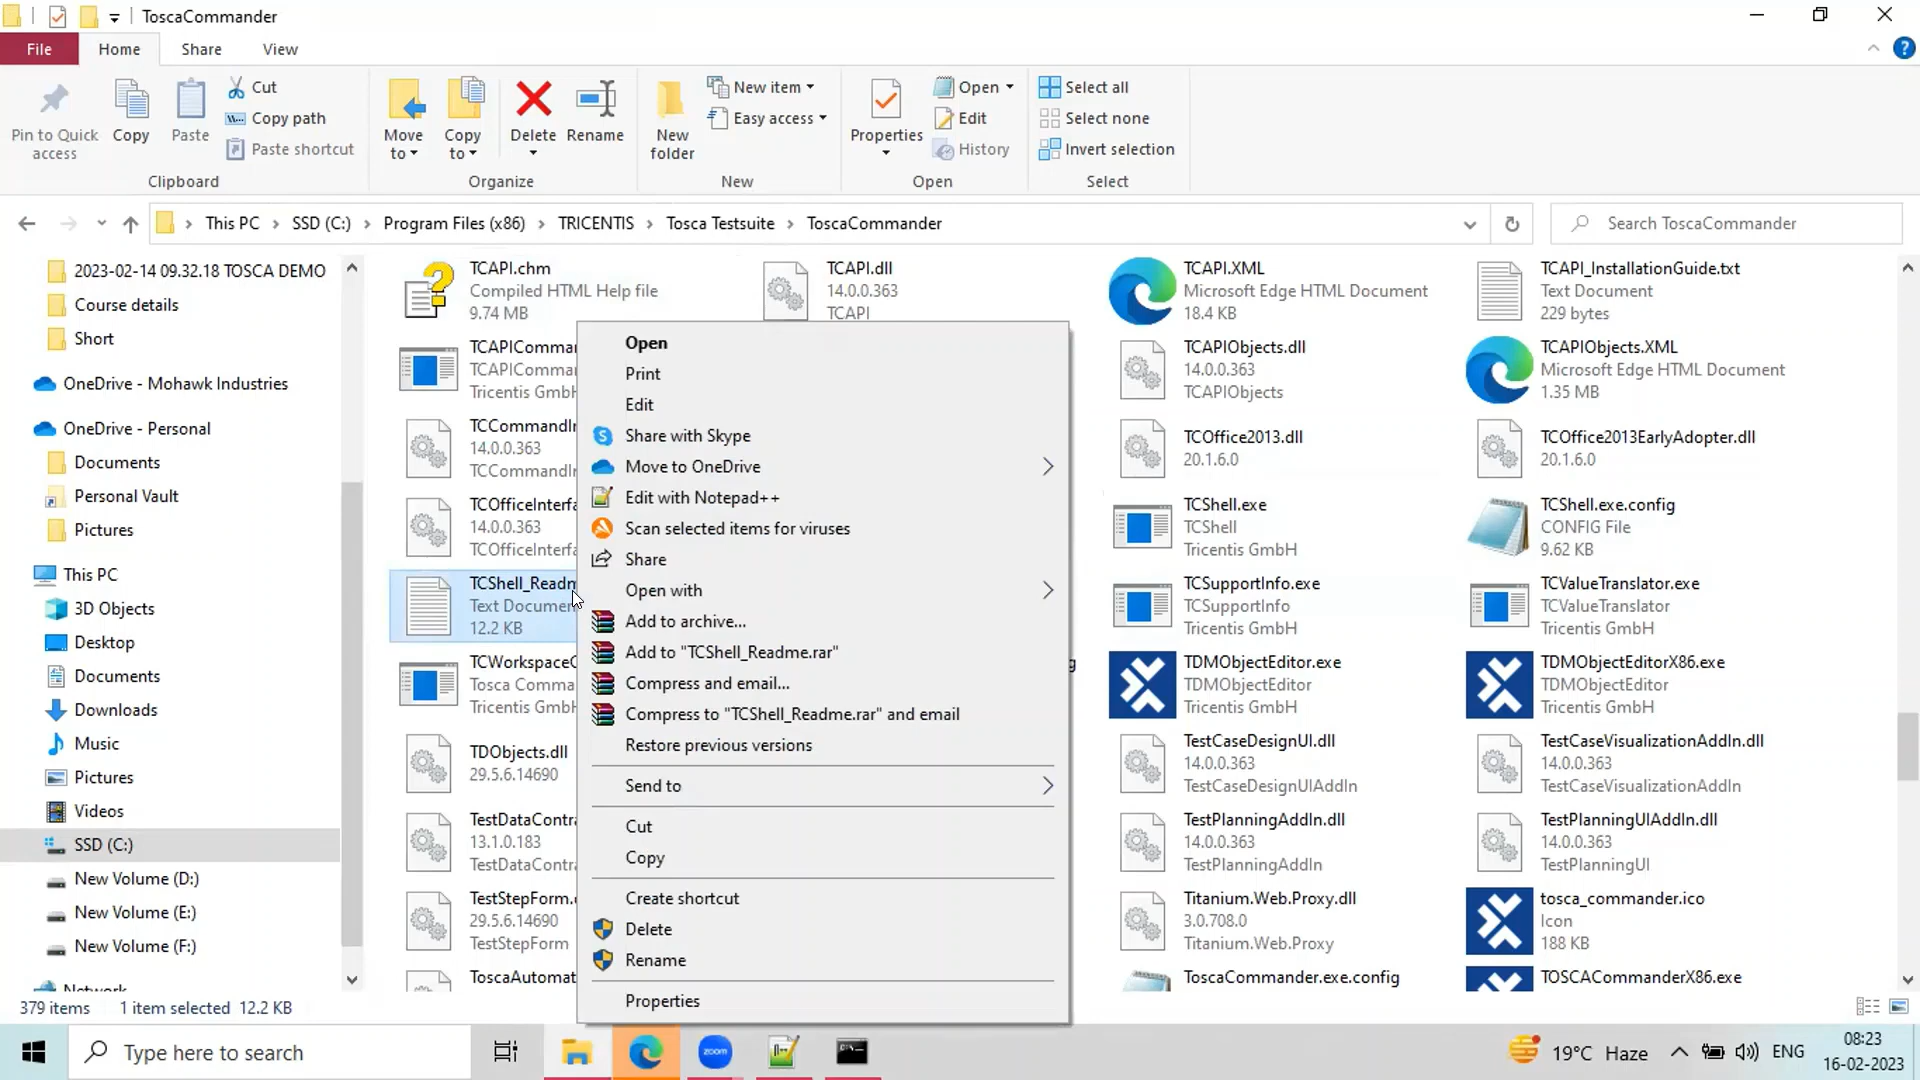 ToscaCommander
File
Home
Share
View
Pin to Quick
access
Copy
Paste
Cut
Copy path
Paste shortcut
Move
to
Copy
to
Delete
Rename
New
folder
New item
Easy access
Properties
Open
Edit
History
Select all
Select none
Invert selection
Clipboard
Organize
New
Open
Select
This PC
SSD (C:)
Program Files (x86)
TRICENTIS
Tosca Testsuite
ToscaCommander
Search ToscaCommander
2023-02-14 09.32.18 TOSCA DEMO
Course details
Short
OneDrive - Mohawk Industries
OneDrive - Personal
Documents
Personal Vault
Pictures
This PC
3D Objects
Desktop
Documents
Downloads
Music
Pictures
Videos
SSD (C:)
New Volume (D:)
New Volume (E:)
New Volume (F:)
Network
TCAPI.chm
Compiled HTML Help file
9.74 MB
TCAPI.dll
14.0.0.363
TCAPI
TCAPI.XML
Microsoft Edge HTML Document
18.4 KB
TCAPI_InstallationGuide.txt
Text Document
229 bytes
TCAPIComma
TCAPIComma
Tricentis Gmb
TCAPIObjects.dll
14.0.0.363
TCAPIObjects
TCAPIObjects.XML
Microsoft Edge HTML Document
1.35 MB
TCCommandIn
14.0.0.363
TCCommandIn
TCOffice2013.dll
20.1.6.0
TCOffice2013EarlyAdopter.dll
20.1.6.0
TCOfficeInterfa
14.0.0.363
TCOfficeInterfa
TCShell.exe
TCShell
Tricentis GmbH
TCShell.exe.config
CONFIG File
9.62 KB
TCShell_Readm
Text Documen
12.2 KB
TCSupportInfo.exe
TCSupportInfo
Tricentis GmbH
TCValueTranslator.exe
TCValueTranslator
Tricentis GmbH
TCWorkspaceC
Tosca Comma
Tricentis Gmb
g
TDMObjectEditor.exe
TDMObjectEditor
Tricentis GmbH
TDMObjectEditorX86.exe
TDMObjectEditor
Tricentis GmbH
TDObjects.dll
29.5.6.14690
TestCaseDesignUI.dll
14.0.0.363
TestCaseDesignUIAddIn
TestCaseVisualizationAddIn.dll
14.0.0.363
TestCaseVisualizationAddIn
TestDataContra
13.1.0.183
TestDataContra
TestPlanningAddIn.dll
14.0.0.363
TestPlanningAddIn
TestPlanningUIAddIn.dll
14.0.0.363
TestPlanningUI
TestStepForm.
29.5.6.14690
TestStepForm
Titanium.Web.Proxy.dll
3.0.708.0
Titanium.Web.Proxy
tosca_commander.ico
Icon
188 KB
ToscaAutomat
ToscaCommander.exe.config
TOSCACommanderX86.exe
Open
Print
Edit
Share with Skype
Move to OneDrive
Edit with Notepad++
Scan selected items for viruses
Share
Open with
Add to archive...
Add to "TCShell_Readme.rar"
Compress and email...
Compress to "TCShell_Readme.rar" and email
Restore previous versions
Send to
Cut
Copy
Create shortcut
Delete
Rename
Properties
379 items
1 item selected 12.2 KB
Type here to search
zoom
19°C Haze
ENG
08:23
16-02-2023